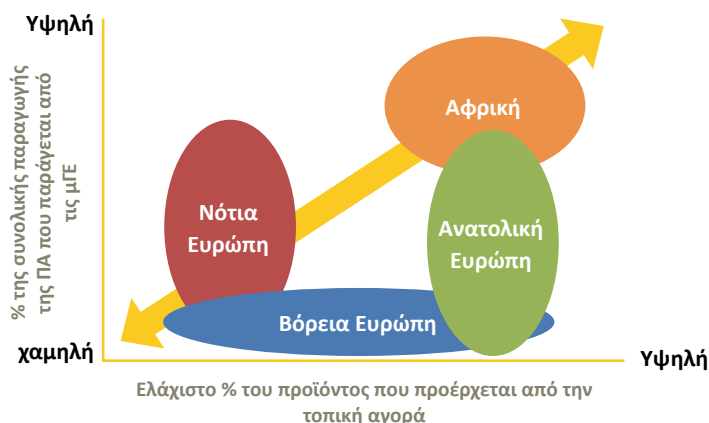 Υψηλή
% της συνολικής παραγωγής
της ΠΑ που παράγεται από
τις μΓΕ
Αφρική
Νότια
Ευρώπη
Ανατολική
Ευρώπη
Βόρεια Ευρώπη
χαμηλή
Υψηλή
Ελάχιστο % του προϊόντος που προέρχεται από την
τοπική αγορά